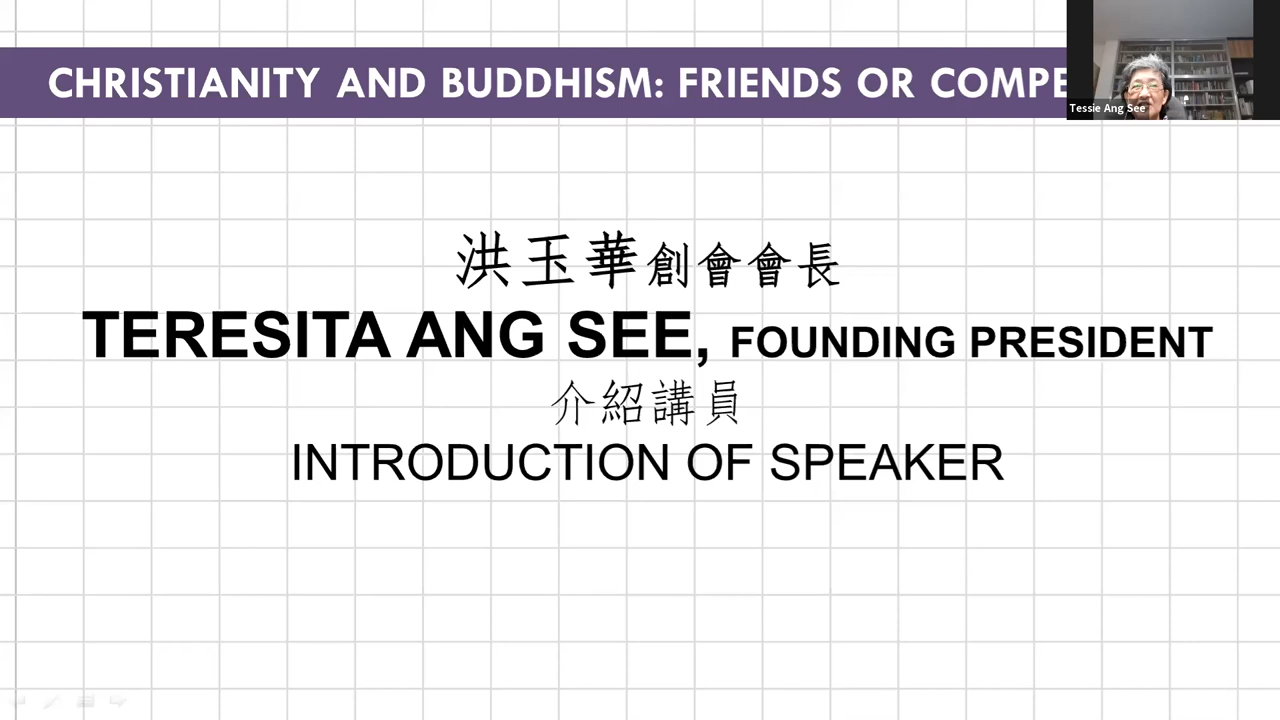 CHRISTIANITY AND BUDDHISM: FRIENDS OR COMPE
Tessie Ang See
洪玉華創會會長
TERESITA ANG SEE, FOUNDING PRESIDENT
介紹講員
INTRODUCTION OF SPEAKER